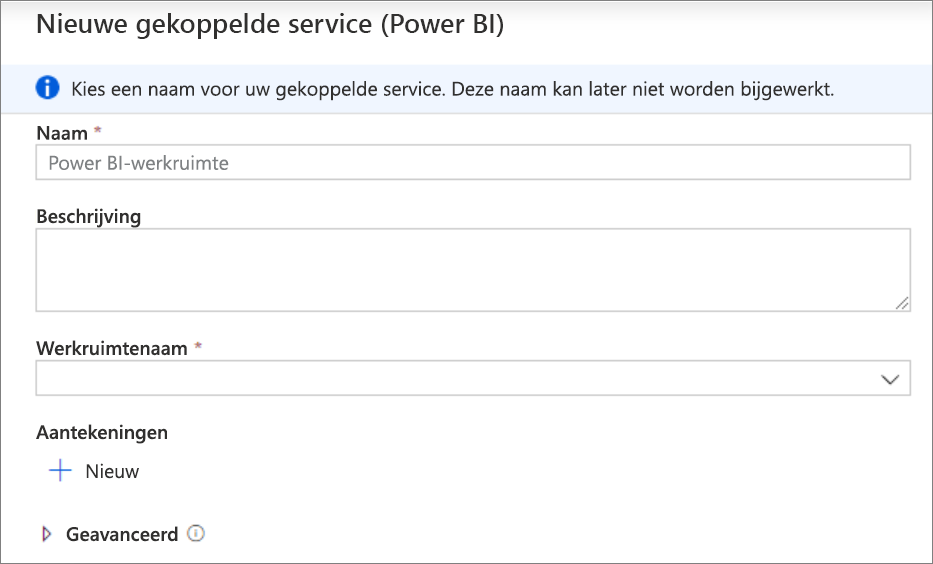 Nieuwe gekoppelde service (Power BI)
Kies een naam voor uw gekoppelde service. Deze naam kan later niet worden bijgewerkt.
Naam *
Power BI-werkruimte
Beschrijving
Werkruimtenaam *
Aantekeningen
Nieuw
Geavanceerd